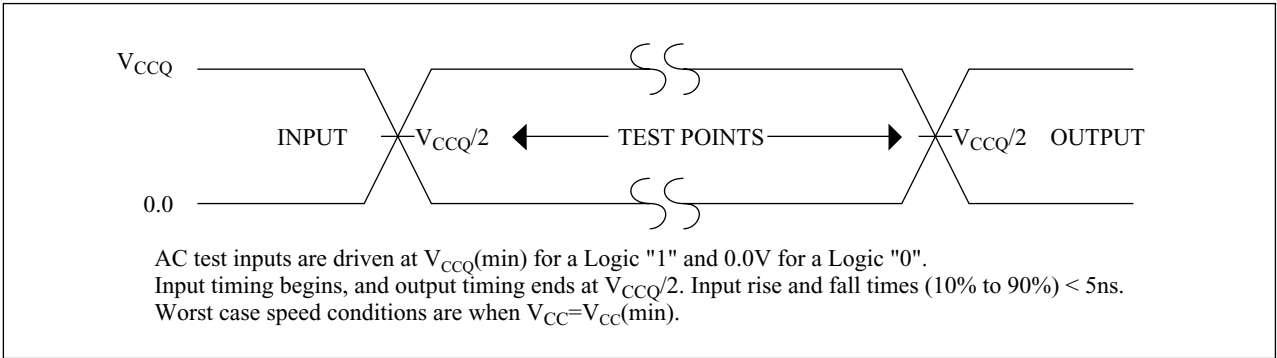 VCCQ
INPUT VCCQ/2 TEST POINTS VCCQ/2 OUTPUT
0.0
AC test inputs are driven at VCCQ(min) for a Logic "1" and 0.0V for a Logic "0".
Input timing begins, and output timing ends at VCCQ/2. Input rise and fall times (10% to 90%) < 5ns.
Worst case speed conditions are when VCC=VCC(min).